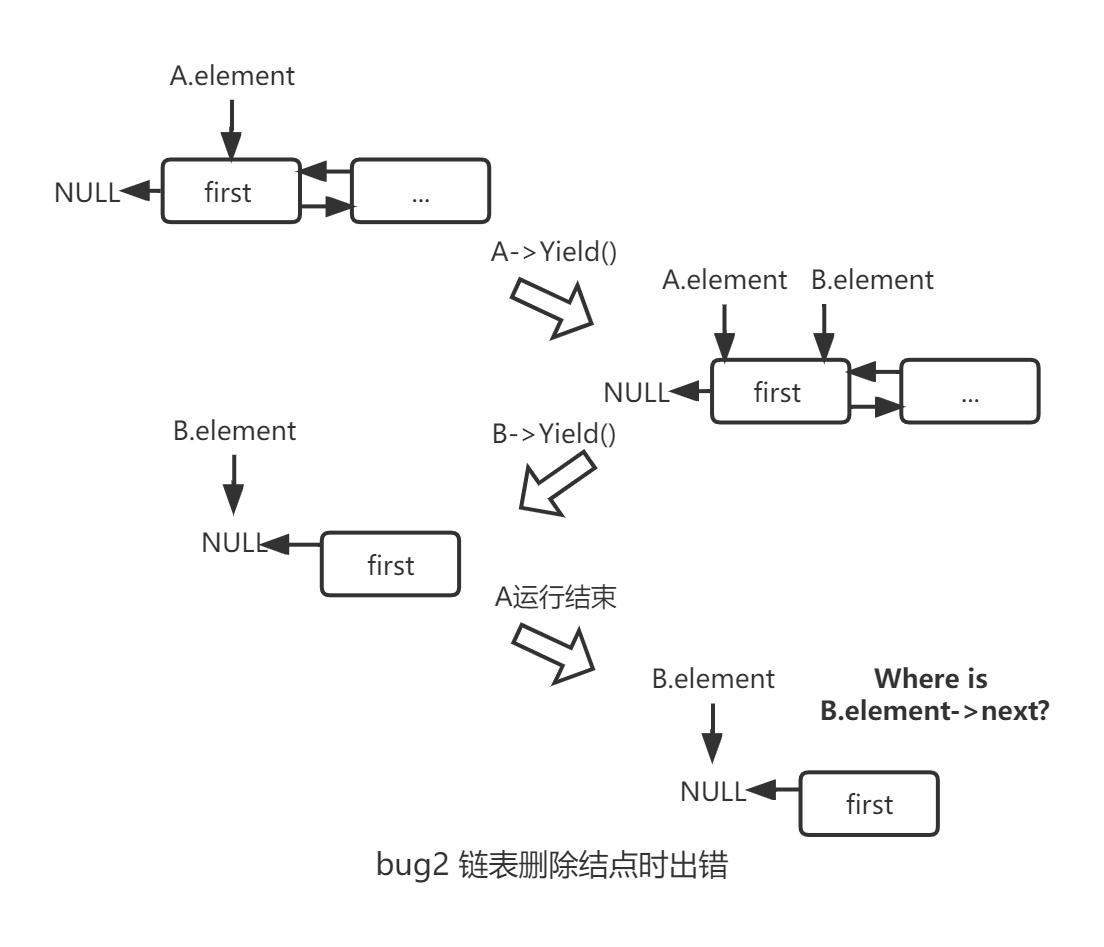 A.element
NULL
first
...
A->Yield()
A.element
B.element
NULL
first
...
B->Yield()
B.element
NULL
first
A运行结束
B.element
Where is
B.element->next?
NULL
first
bug2 链表删除结点时出错